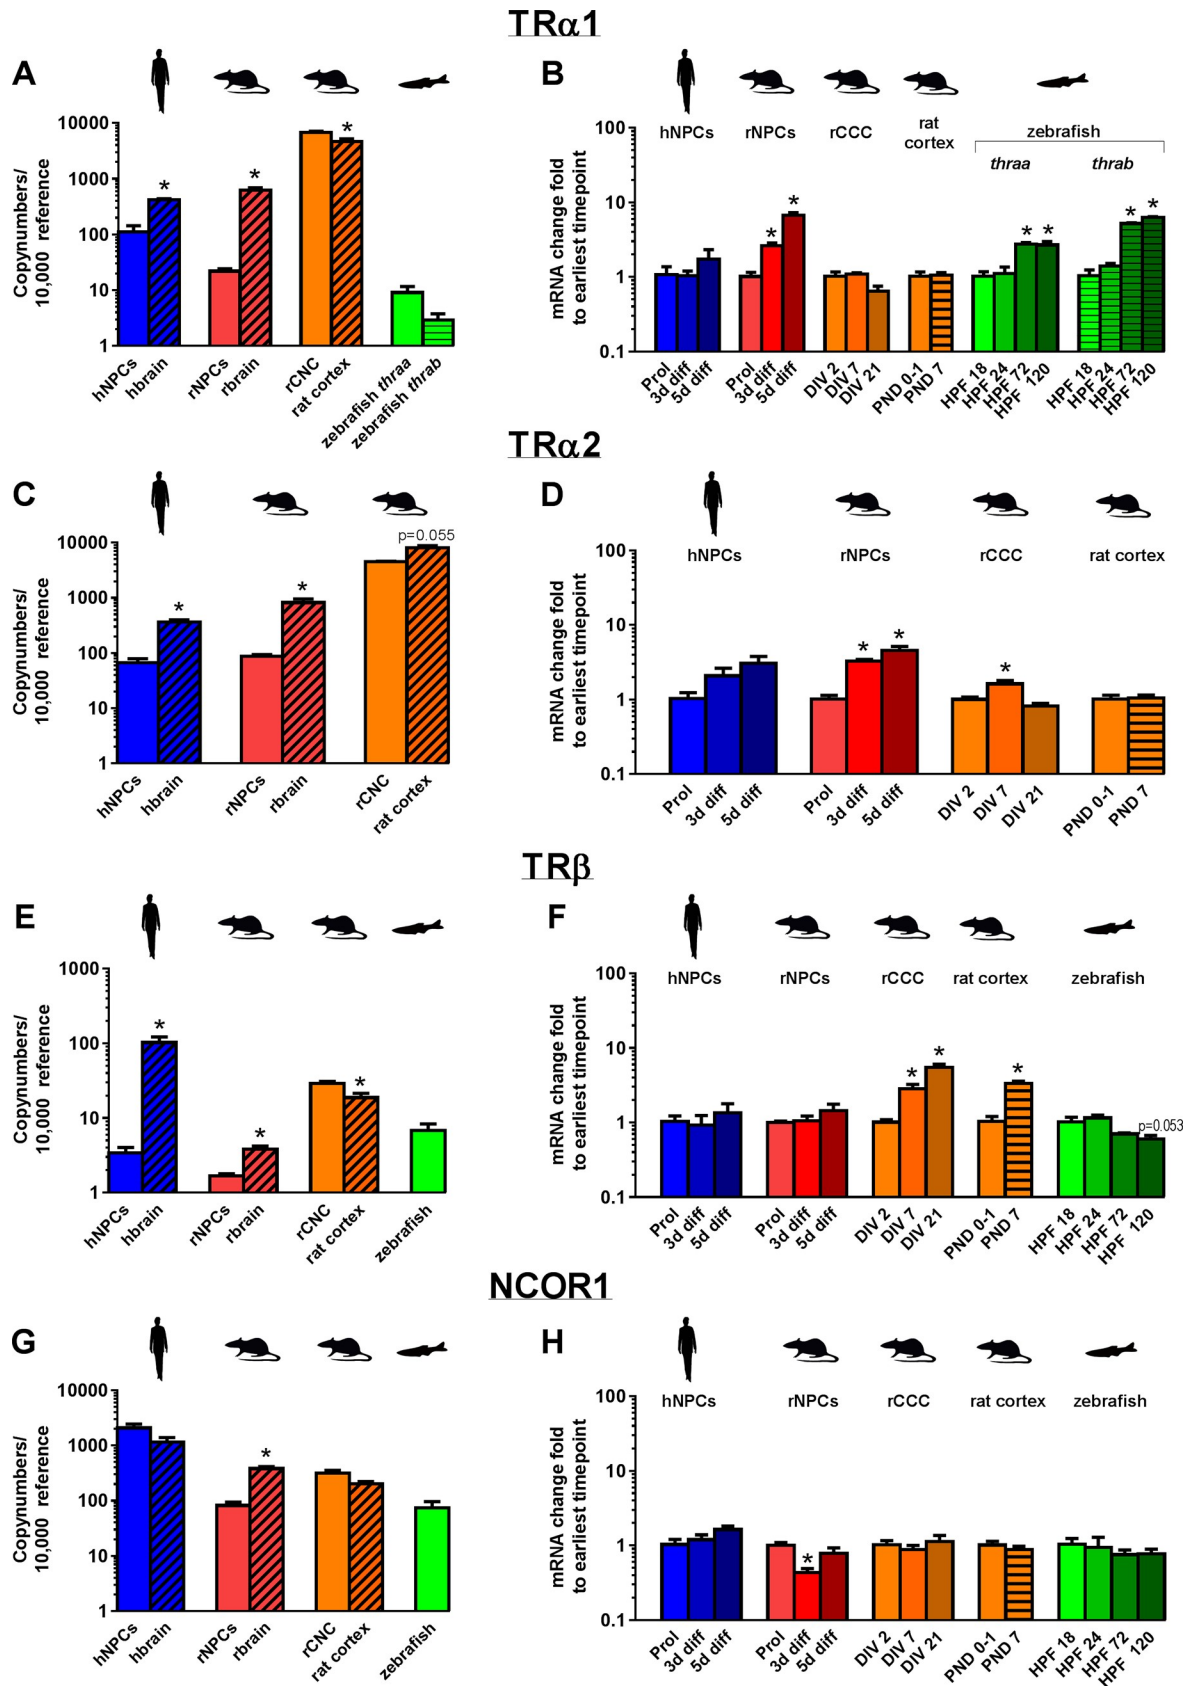 TRα1
A
Copynumbers/
10,000 reference
10000
1000
100
10
1
*
*
*
hNPCs
hbrain
rNPCs
rbrain
rCNC
rat cortex
zebrafish thraa
zebrafish thrab
B
mRNA change fold
to earliest timepoint
100
10
1
0.1
hNPCs
rNPCs
rCCC
rat
cortex
zebrafish
thraa
thrab
*
*
*
*
*
*
Prol
3d diff
5d diff
Prol
3d diff
5d diff
DIV 2
DIV 7
DIV 21
PND 0-1
PND 7
HPF 18
HPF 24
HPF 72
HPF 120
HPF 18
HPF 24
HPF 72
HPF 120
TRα2
C
Copynumbers/
10,000 reference
10000
1000
100
10
1
*
*
p=0.055
hNPCs
hbrain
rNPCs
rbrain
rCNC
rat cortex
D
mRNA change fold
to earliest timepoint
100
10
1
0.1
hNPCs
rNPCs
rCCC
rat cortex
*
*
*
Prol
3d diff
5d diff
Prol
3d diff
5d diff
DIV 2
DIV 7
DIV 21
PND 0-1
PND 7
TRβ
E
Copynumbers/
10,000 reference
1000
100
10
1
*
*
*
hNPCs
hbrain
rNPCs
rbrain
rCNC
rat cortex
zebrafish
F
mRNA change fold
to earliest timepoint
100
10
1
0.1
hNPCs
rNPCs
rCCC
rat cortex
zebrafish
*
*
*
p=0.053
Prol
3d diff
5d diff
Prol
3d diff
5d diff
DIV 2
DIV 7
DIV 21
PND 0-1
PND 7
HPF 18
HPF 24
HPF 72
HPF 120
NCOR1
G
Copynumbers/
10,000 reference
10000
1000
100
10
1
*
hNPCs
hbrain
rNPCs
rbrain
rCNC
rat cortex
zebrafish
H
mRNA change fold
to earliest timepoint
100
10
1
0.1
hNPCs
rNPCs
rCCC
rat cortex
zebrafish
*
Prol
3d diff
5d diff
Prol
3d diff
5d diff
DIV 2
DIV 7
DIV 21
PND 0-1
PND 7
HPF 18
HPF 24
HPF 72
HPF 120